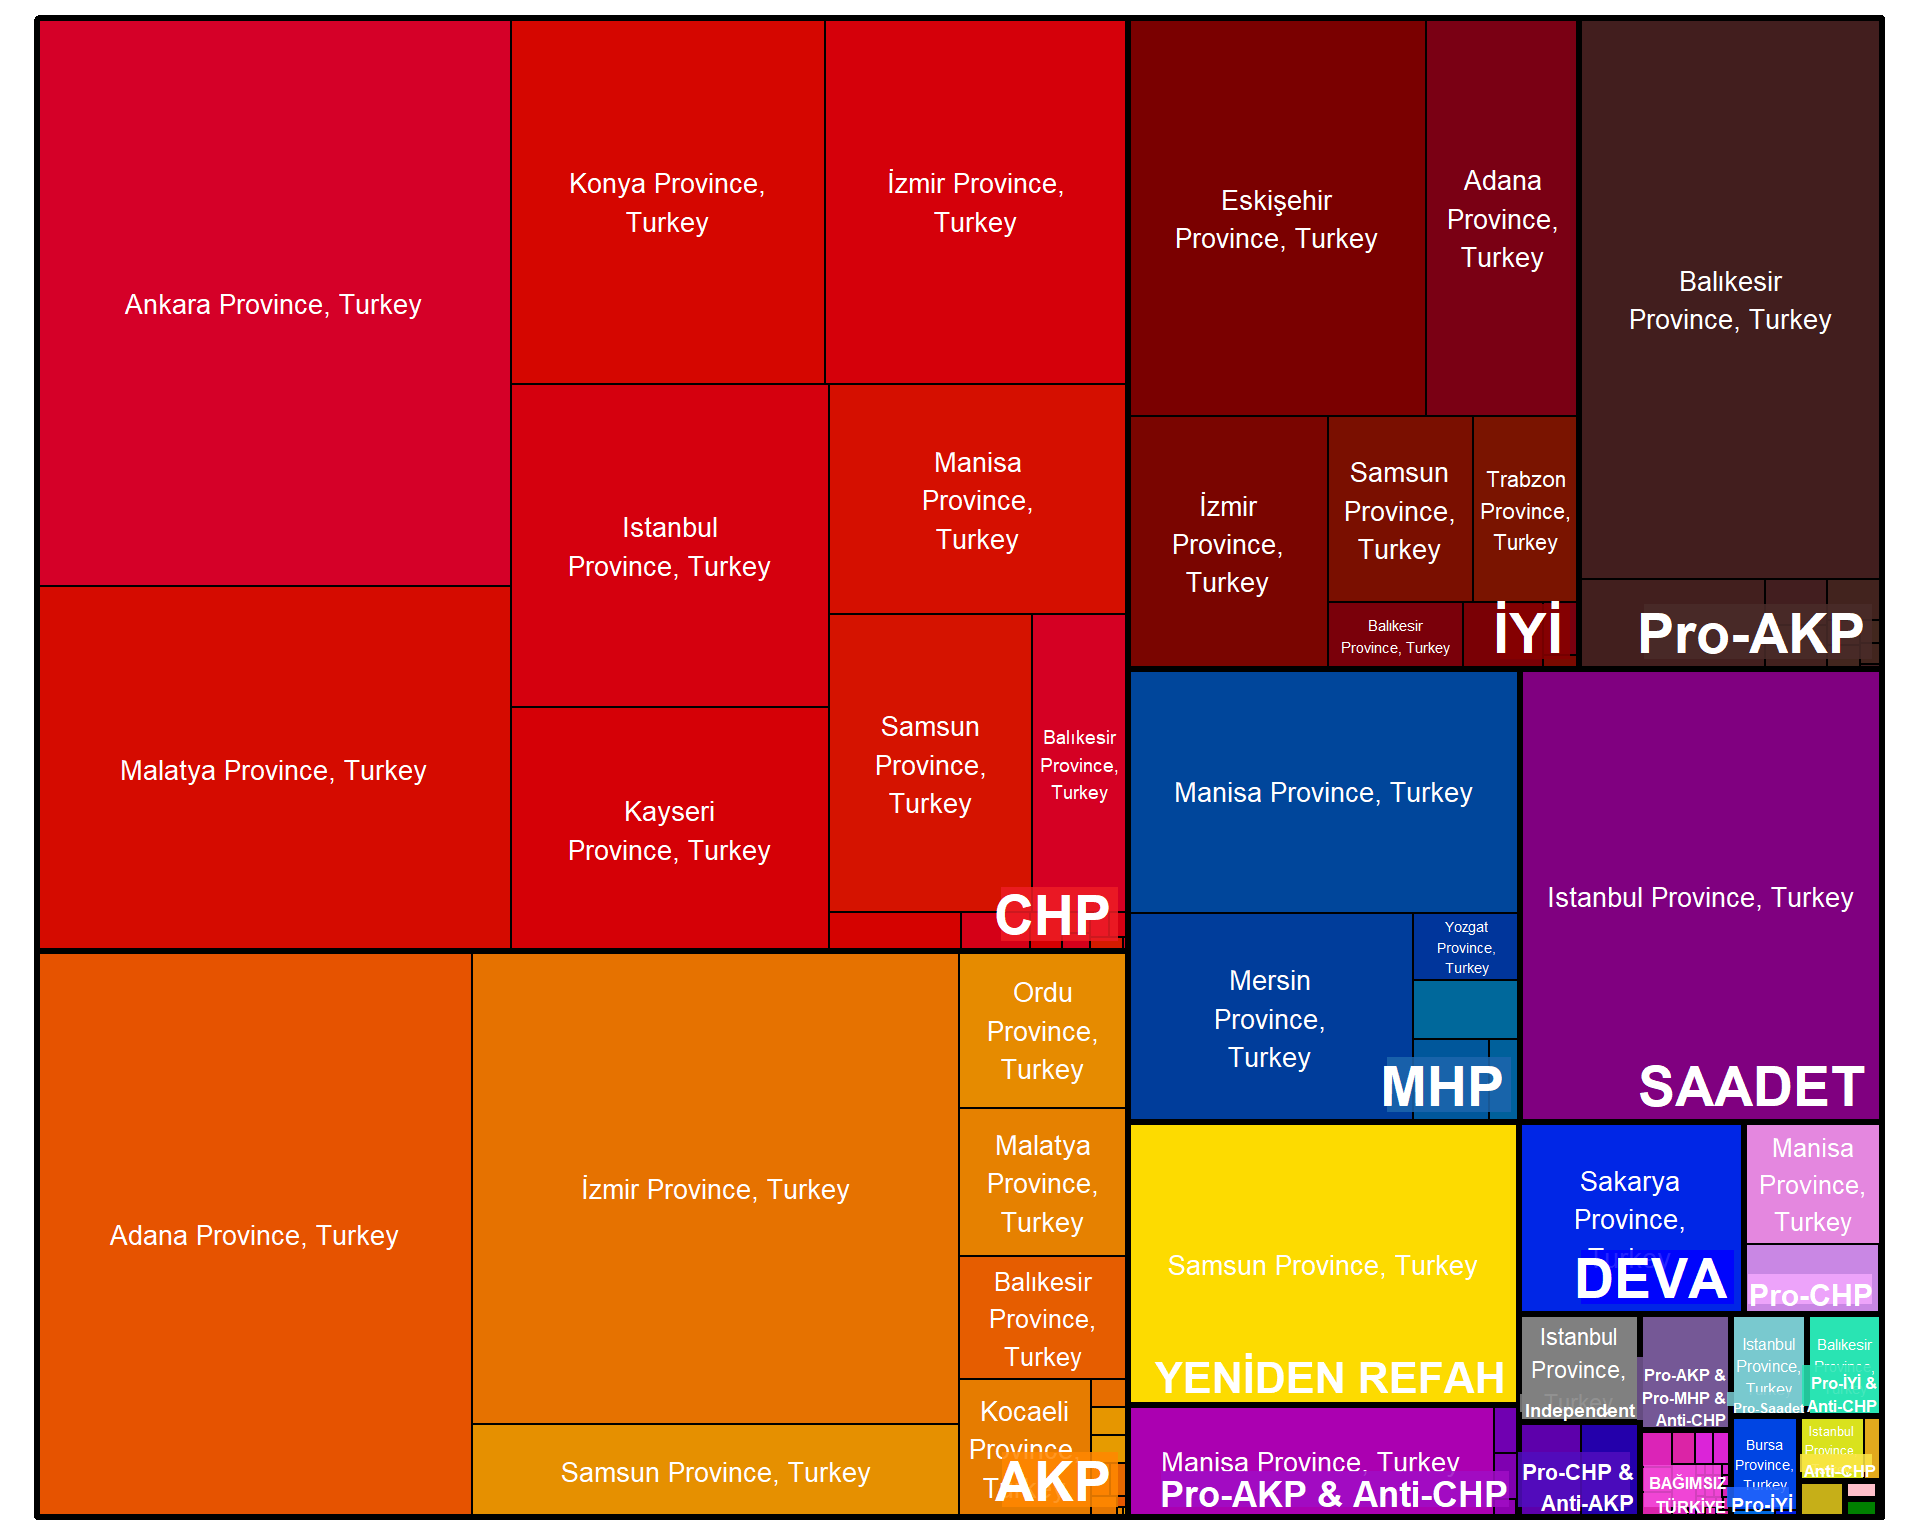 Ankara Province, Turkey
Malatya Province, Turkey
Konya Province,
Turkey
İzmir Province,
Turkey
Istanbul
Province, Turkey
Kayseri
Province, Turkey
Manisa
Province,
Turkey
Samsun
Province,
Turkey
Balıkesir
Province,
Turkey
CHP
Eskişehir
Province, Turkey
Adana
Province,
Turkey
İzmir
Province,
Turkey
Samsun
Province,
Turkey
Trabzon
Province,
Turkey
Balıkesir
Province, Turkey
İYİ
Balıkesir
Province, Turkey
Pro-AKP
Manisa Province, Turkey
Mersin
Province,
Turkey
Yozgat
Province,
Turkey
MHP
Istanbul Province, Turkey
SAADET
Adana Province, Turkey
İzmir Province, Turkey
Samsun Province, Turkey
Ordu
Province,
Turkey
Malatya
Province,
Turkey
Balıkesir
Province,
Turkey
Kocaeli
Province,
AKP
Samsun Province, Turkey
YENİDEN REFAH
Manisa Province, Turkey
Pro-AKP & Anti-CHP
Sakarya
Province,
Turkey
DEVA
Manisa
Province,
Turkey
Pro-CHP
Istanbul
Province,
Turkey
Independent
Pro-AKP &
Pro-MHP &
Anti-CHP
Istanbul
Province,
Turkey
Pro-Saadet
Balıkesir
Province,
Pro-İYİ &
Anti-CHP
Pro-CHP &
Anti-AKP
BAĞIMSIZ
TÜRKİYE
Bursa
Province,
Turkey
Pro-İYİ
Istanbul
Province,
Anti-CHP